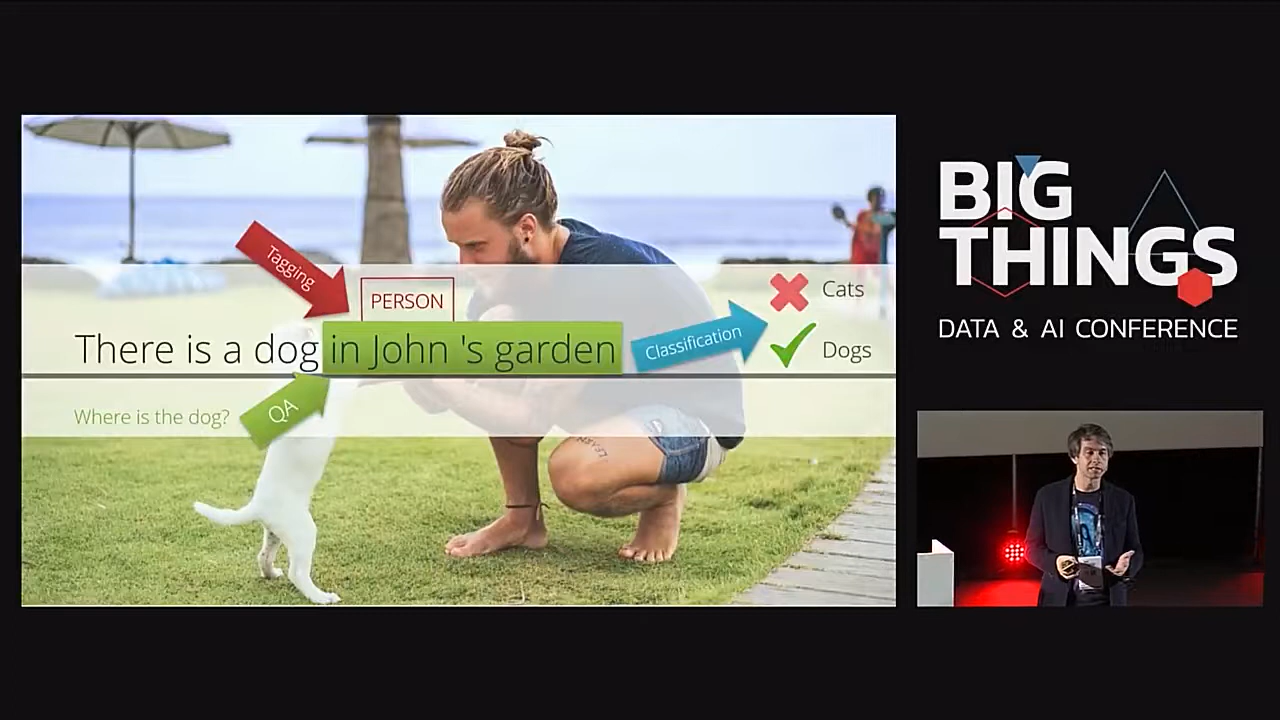 Tagging
PERSON
There is a dog in John 's garden
Classification
Cats
Dogs
Where is the dog?
QA
BIG
THINGS
DATA & AI CONFERENCE